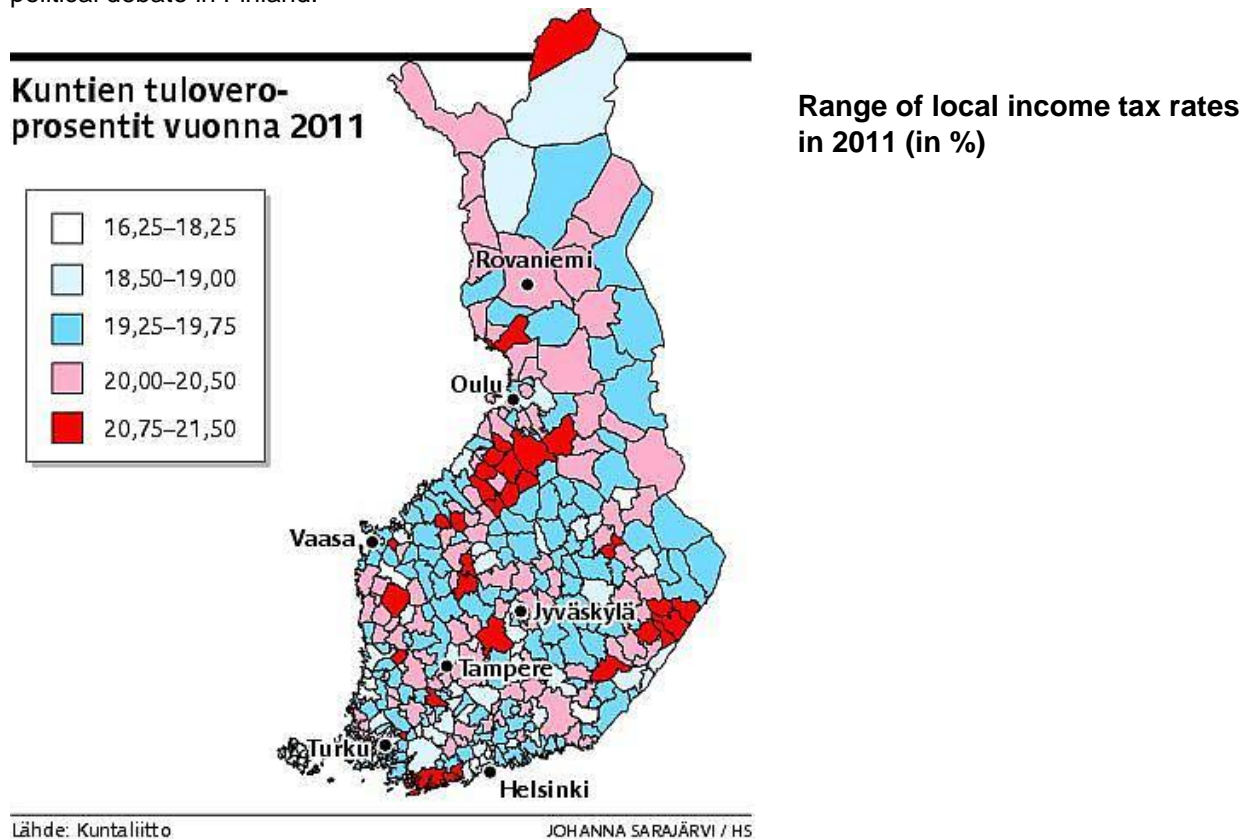 political debate in Finland.
Kuntien tulovero-
prosentit vuonna 2011
Range of local income tax rates
in 2011 (in %)
16,25–18,25
18,50–19,00
19,25–19,75
20,00–20,50
20,75–21,50
Rovaniemi
Oulu
Vaasa
Jyväskylä
Tampere
Turku
Helsinki
Lähde: Kuntaliitto
JOHANNA SARAJÄRVI / HS